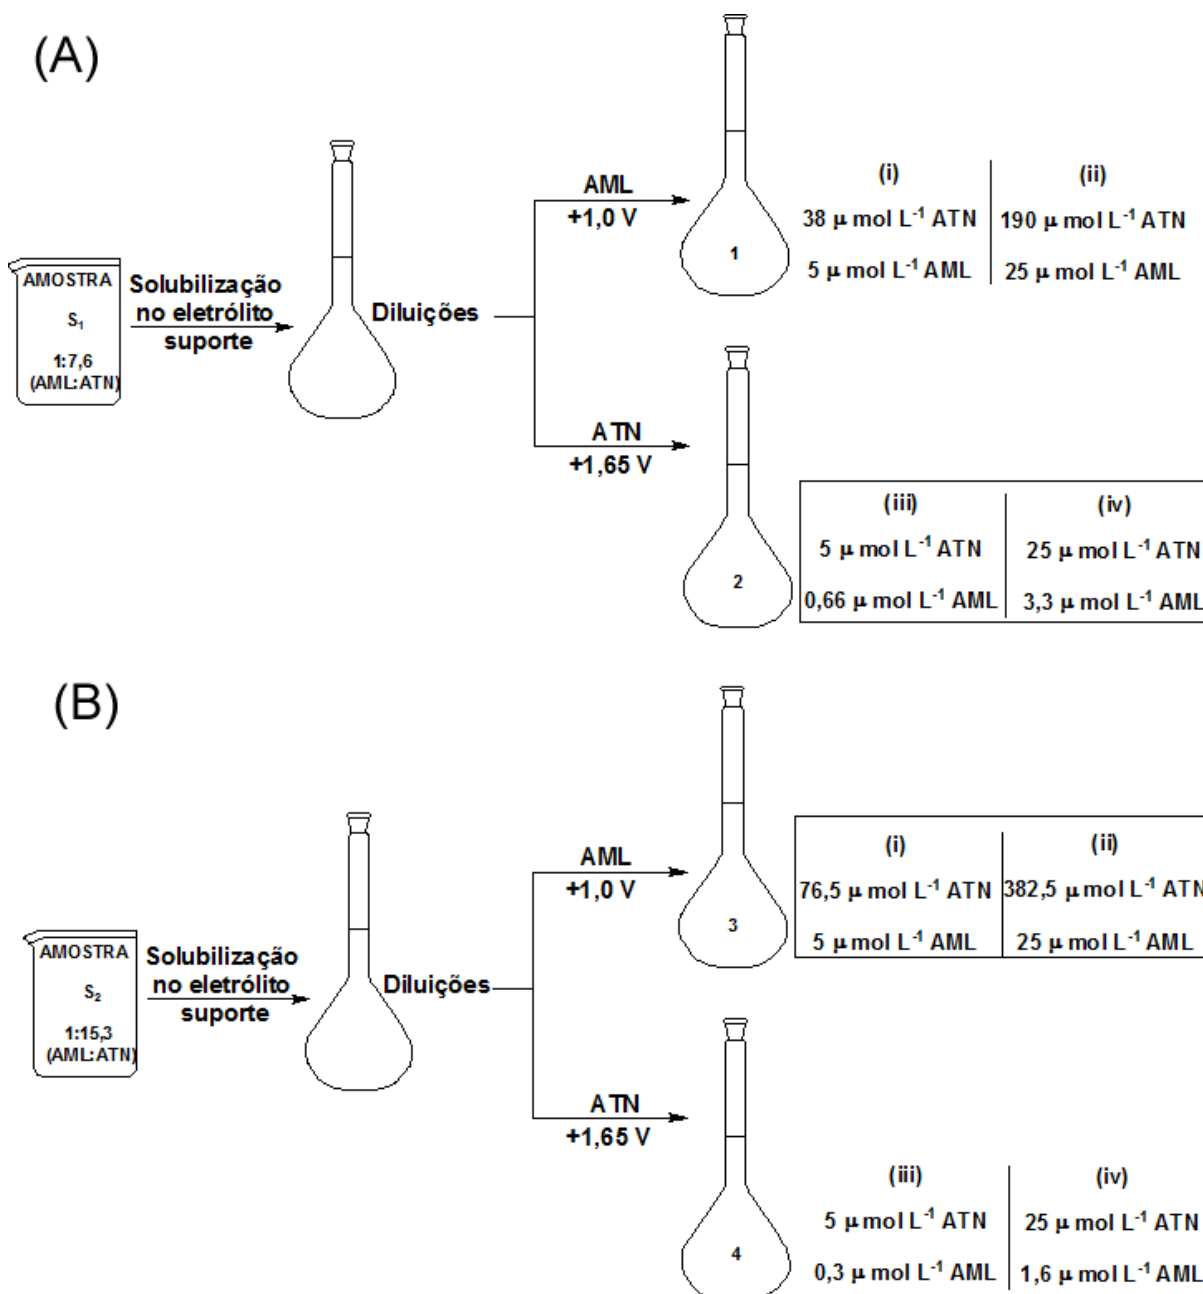 (A)
AMOSTRA
S₁
1:7,6
(AML:ATN)
Solubilização
no eletrólito
suporte
Diluições
AML
+1,0 V
1
(i)
38 µ mol L⁻¹ ATN
5 µ mol L⁻¹ AML
(ii)
190 µ mol L⁻¹ ATN
25 µ mol L⁻¹ AML
ATN
+1,65 V
2
(iii)
5 µ mol L⁻¹ ATN
0,66 µ mol L⁻¹ AML
(iv)
25 µ mol L⁻¹ ATN
3,3 µ mol L⁻¹ AML
(B)
AMOSTRA
S₂
1:15,3
(AML:ATN)
Solubilização
no eletrólito
suporte
Diluições
AML
+1,0 V
3
(i)
76,5 µ mol L⁻¹ ATN
5 µ mol L⁻¹ AML
(ii)
382,5 µ mol L⁻¹ ATN
25 µ mol L⁻¹ AML
ATN
+1,65 V
4
(iii)
5 µ mol L⁻¹ ATN
0,3 µ mol L⁻¹ AML
(iv)
25 µ mol L⁻¹ ATN
1,6 µ mol L⁻¹ AML